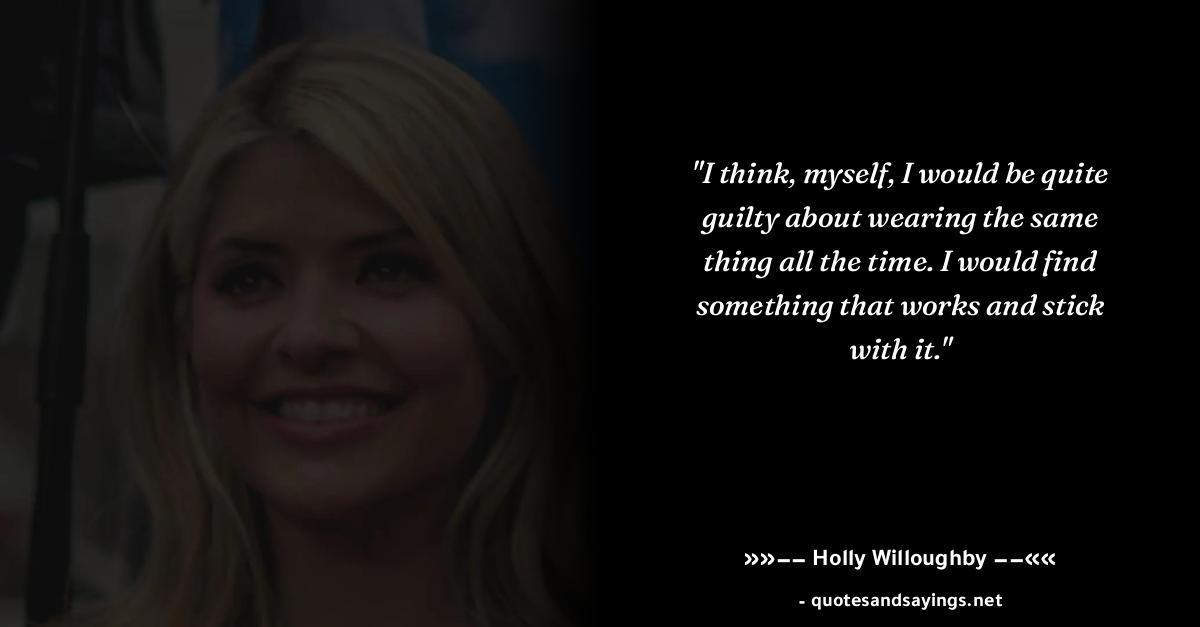 "I think, myself, I would be quite
guilty about wearing the same
thing all the time. I would find
something that works and stick
with it."
»»–– Holly Willoughby ––««
- quotesandsayings.net